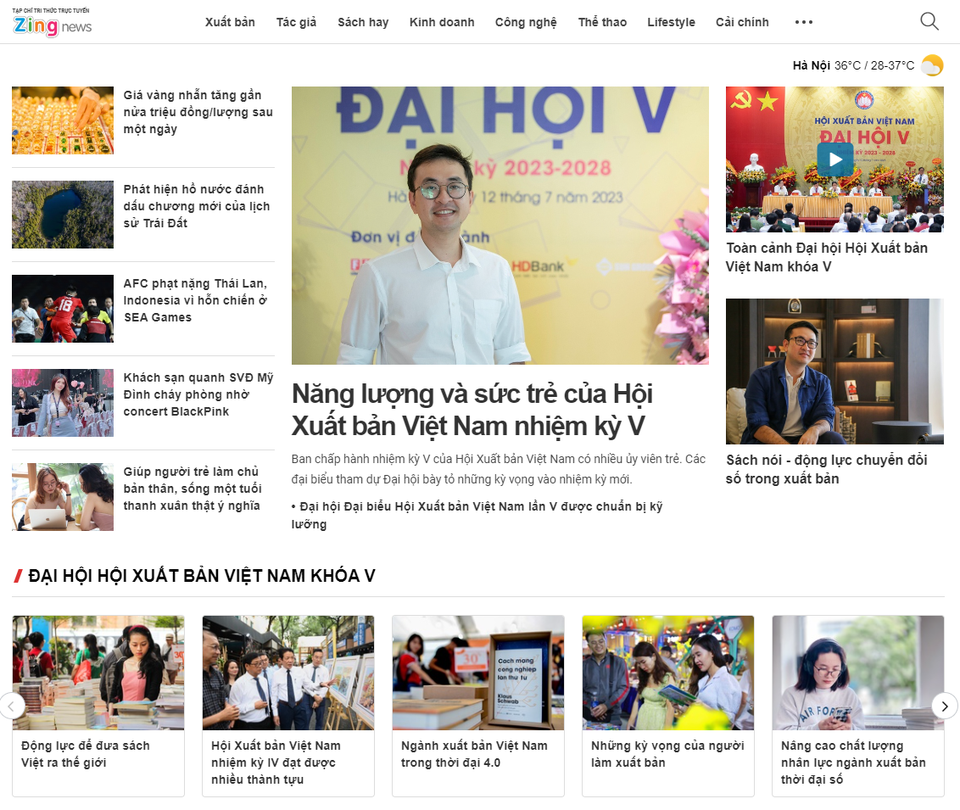 TẠP CHÍ TRI THỨC TRỰC TUYẾN
Zing news
Xuất bản
Tác giả
Sách hay
Kinh doanh
Công nghệ
Thể thao
Lifestyle
Cải chính
Hà Nội 36°C / 28-37°C
Giá vàng nhẫn tăng gần
nửa triệu đồng/lượng sau
một ngày
Phát hiện hồ nước đánh
dấu chương mới của lịch
sử Trái Đất
AFC phạt nặng Thái Lan,
Indonesia vì hỗn chiến ở
SEA Games
18
Khách sạn quanh SVĐ Mỹ
Đình cháy phòng nhờ
concert BlackPink
Giúp người trẻ làm chủ
bản thân, sống một tuổi
thanh xuân thật ý nghĩa
ĐẠI HỘI V
kỳ 2023-2028
12 tháng 7 năm 2023
Đơn vị
HDBank
Năng lượng và sức trẻ của Hội
Xuất bản Việt Nam nhiệm kỳ V
Ban chấp hành nhiệm kỳ V của Hội Xuất bản Việt Nam có nhiều ủy viên trẻ. Các
đại biểu tham dự Đại hội bày tỏ những kỳ vọng vào nhiệm kỳ mới.
• Đại hội Đại biểu Hội Xuất bản Việt Nam lần V được chuẩn bị kỹ
lưỡng
HỘI XUẤT BẢN VIỆT NAM
ĐẠI HỘI V
NHIỆM KỲ 2023 - 2028
Toàn cảnh Đại hội Hội Xuất bản
Việt Nam khóa V
Sách nói - động lực chuyển đổi
số trong xuất bản
ĐẠI HỘI HỘI XUẤT BẢN VIỆT NAM KHÓA V
Động lực để đưa sách
Việt ra thế giới
Hội Xuất bản Việt Nam
nhiệm kỳ IV đạt được
nhiều thành tựu
30
Cách mạng
công nghiệp
lần thứ tư
Klaus
Schwab
Ngành xuất bản Việt Nam
trong thời đại 4.0
Những kỳ vọng của người
làm xuất bản
AIR FORCE
Nâng cao chất lượng
nhân lực ngành xuất bản
thời đại số